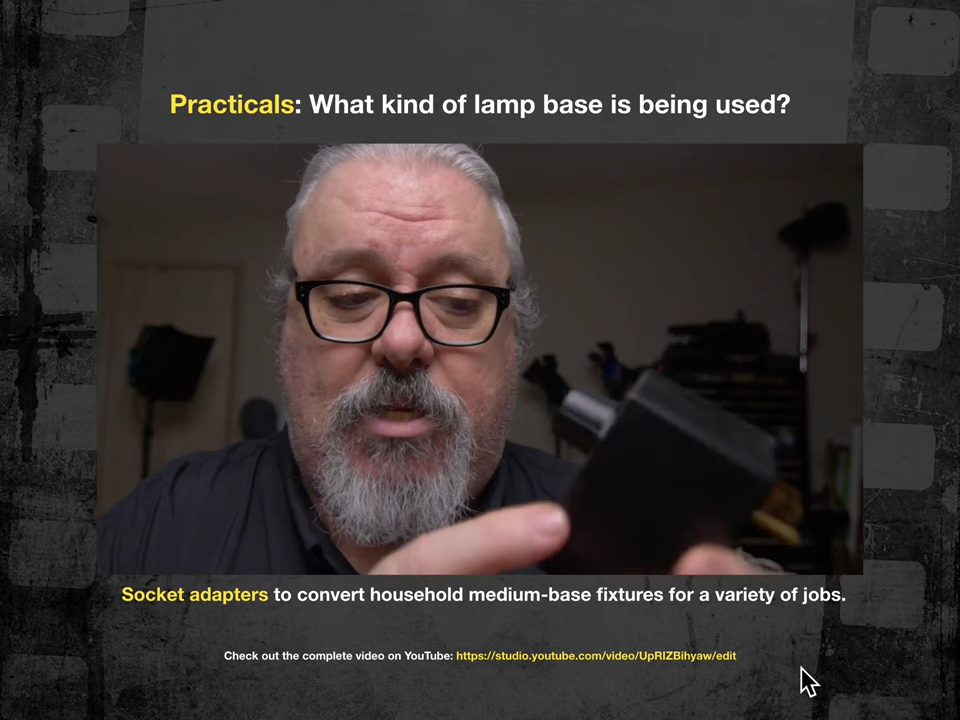 Practicals: What kind of lamp base is being used?
Socket adapters to convert household medium-base fixtures for a variety of jobs.
Check out the complete video on YouTube: https://studio.youtube.com/video/UpRIZBihyaw/edit